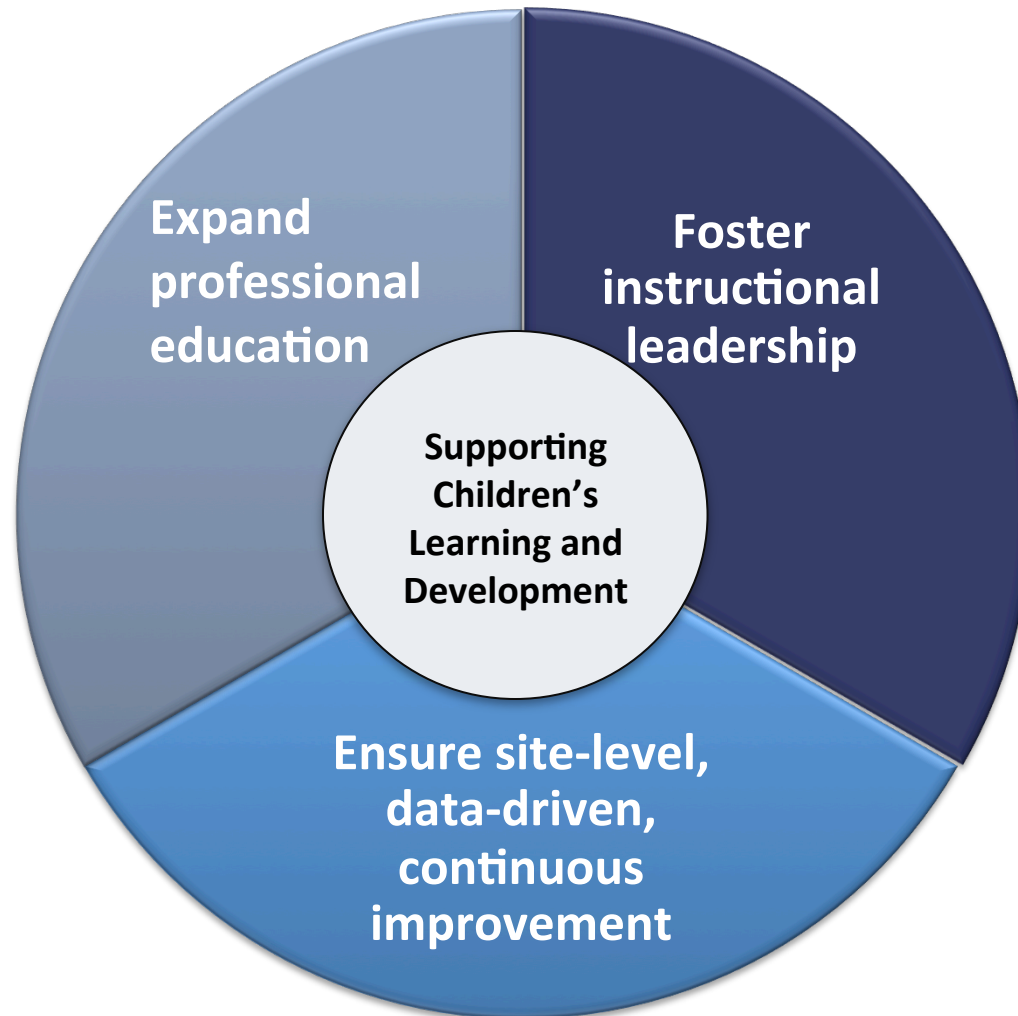 Expand
professional
education
Foster
instructional
leadership
Supporting
Children’s
Learning and
Development
Ensure site-level,
data-driven,
continuous
improvement